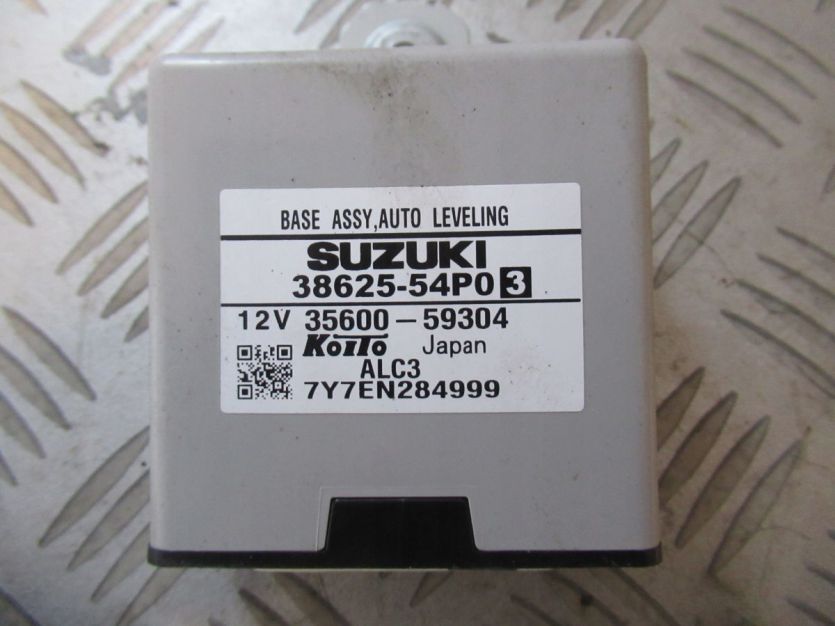 BASE ASSY,AUTO LEVELING
SUZUKI
38625-54P0 3
12V 35600-59304
KOITO Japan
ALC3
7Y7EN284999